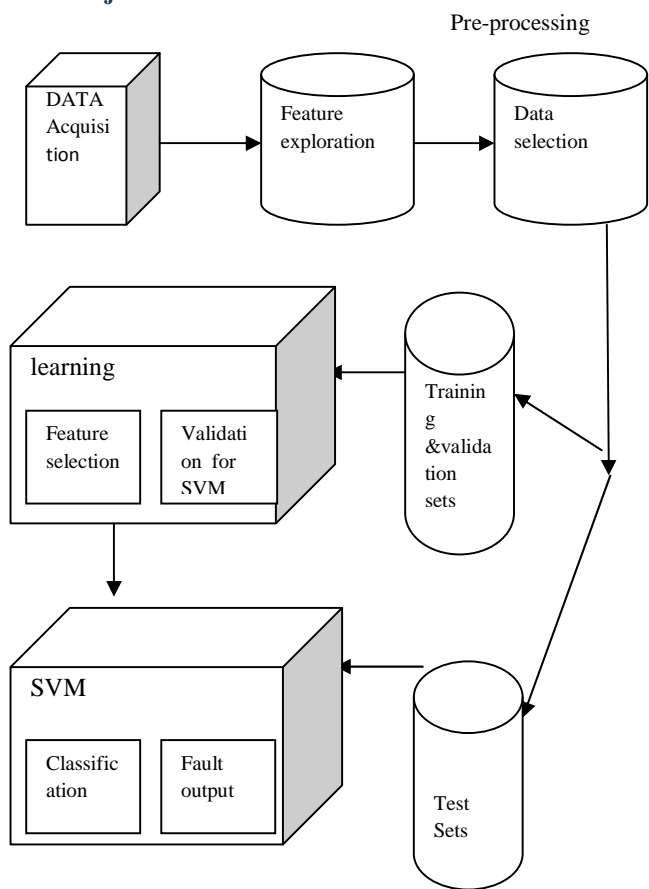 Pre-processing
DATA
Acquisi
tion
Feature
exploration
Data
selection
learning
Feature
selection
Validati
on for
SVM
Trainin
g
&valida
tion
sets
SVM
Classific
ation
Fault
output
Test
Sets